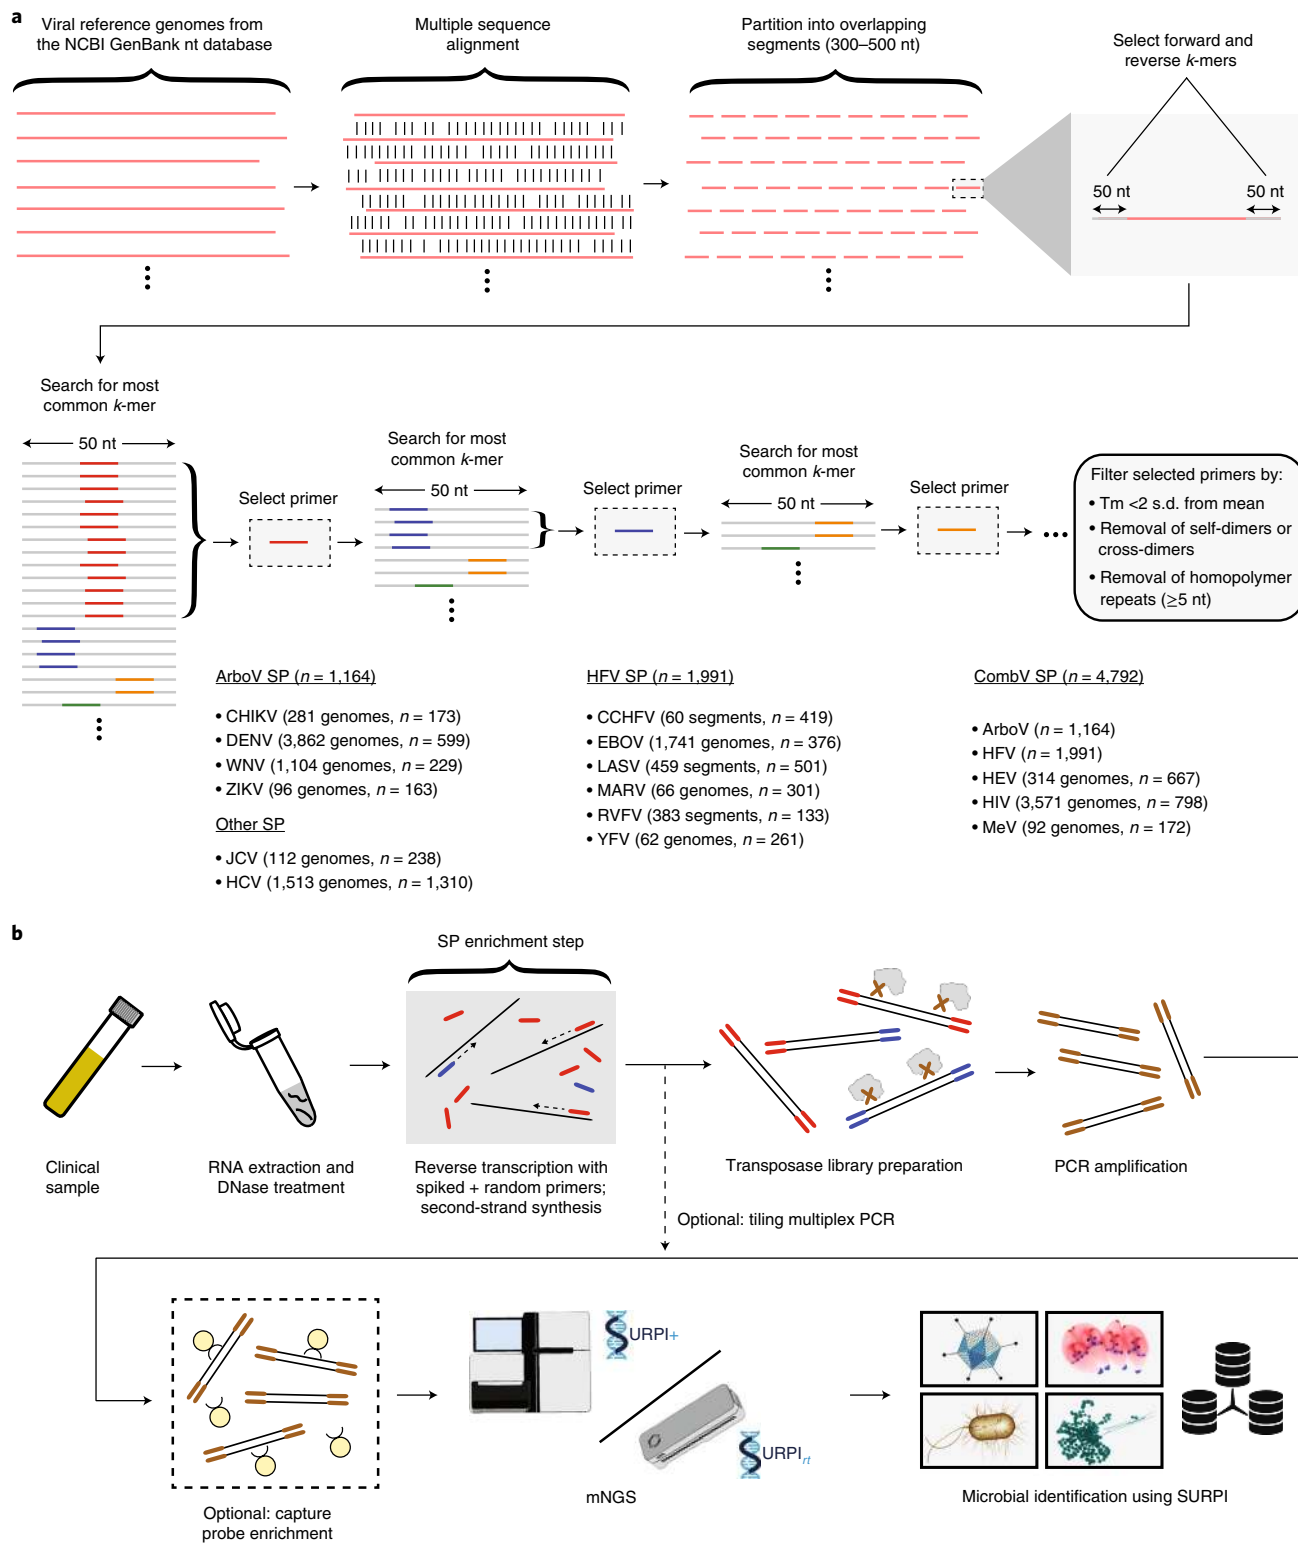 a
Viral reference genomes from
the NCBI GenBank nt database
Multiple sequence
alignment
Partition into overlapping
segments (300–500 nt)
Select forward and
reverse k-mers
50 nt
50 nt
Search for most
common k-mer
50 nt
Select primer
Search for most
common k-mer
50 nt
Select primer
Search for most
common k-mer
50 nt
Select primer
Filter selected primers by:
• Tm <2 s.d. from mean
• Removal of self-dimers or
cross-dimers
• Removal of homopolymer
repeats (≥5 nt)
ArboV SP (n = 1,164)
• CHIKV (281 genomes, n = 173)
• DENV (3,862 genomes, n = 599)
• WNV (1,104 genomes, n = 229)
• ZIKV (96 genomes, n = 163)
Other SP
• JCV (112 genomes, n = 238)
• HCV (1,513 genomes, n = 1,310)
HFV SP (n = 1,991)
• CCHFV (60 segments, n = 419)
• EBOV (1,741 genomes, n = 376)
• LASV (459 segments, n = 501)
• MARV (66 genomes, n = 301)
• RVFV (383 segments, n = 133)
• YFV (62 genomes, n = 261)
CombV SP (n = 4,792)
• ArboV (n = 1,164)
• HFV (n = 1,991)
• HEV (314 genomes, n = 667)
• HIV (3,571 genomes, n = 798)
• MeV (92 genomes, n = 172)
b
SP enrichment step
Clinical
sample
RNA extraction and
DNase treatment
Reverse transcription with
spiked + random primers;
second-strand synthesis
Transposase library preparation
PCR amplification
Optional: tiling multiplex PCR
Optional: capture
probe enrichment
URPI+
URPIrt
mNGS
Microbial identification using SURPI